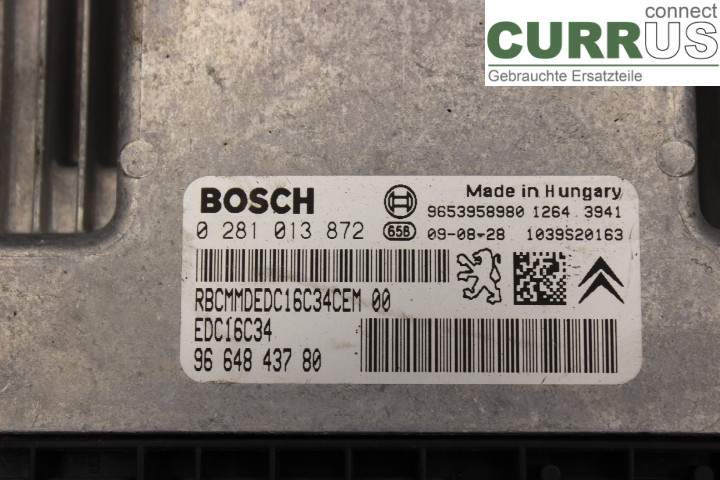 connect
CURRUS
Gebrauchte Ersatzteile
BOSCH
Made in Hungary
9653958980 1264 3941
0 281 013 872
656 09-08-28 1039S20163
RBCMMDEDC16C34CEM 00
EDC16C34
96 648 437 80